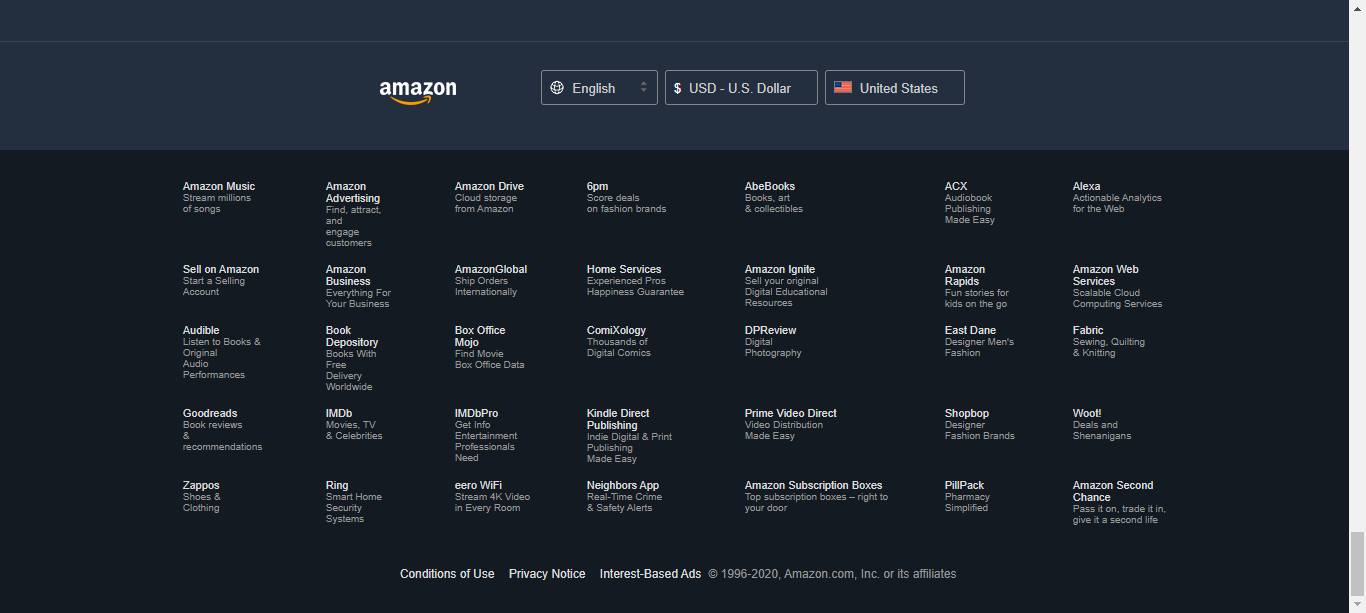 amazon
English
$ USD - U.S. Dollar
United States
Amazon Music
Stream millions
of songs
Amazon
Advertising
Find, attract,
and
engage
customers
Amazon Drive
Cloud storage
from Amazon
6pm
Score deals
on fashion brands
AbeBooks
Books, art
& collectibles
ACX
Audiobook
Publishing
Made Easy
Alexa
Actionable Analytics
for the Web
Sell on Amazon
Start a Selling
Account
Amazon
Business
Everything For
Your Business
AmazonGlobal
Ship Orders
Internationally
Home Services
Experienced Pros
Happiness Guarantee
Amazon Ignite
Sell your original
Digital Educational
Resources
Amazon
Rapids
Fun stories for
kids on the go
Amazon Web
Services
Scalable Cloud
Computing Services
Audible
Listen to Books &
Original
Audio
Performances
Book
Depository
Books With
Free
Delivery
Worldwide
Box Office
Mojo
Find Movie
Box Office Data
ComiXology
Thousands of
Digital Comics
DPReview
Digital
Photography
East Dane
Designer Men's
Fashion
Fabric
Sewing, Quilting
& Knitting
Goodreads
Book reviews
&
recommendations
IMDb
Movies, TV
& Celebrities
IMDbPro
Get Info
Entertainment
Professionals
Need
Kindle Direct
Publishing
Indie Digital & Print
Publishing
Made Easy
Prime Video Direct
Video Distribution
Made Easy
Shopbop
Designer
Fashion Brands
Woot!
Deals and
Shenanigans
Zappos
Shoes &
Clothing
Ring
Smart Home
Security
Systems
eero WiFi
Stream 4K Video
in Every Room
Neighbors App
Real-Time Crime
& Safety Alerts
Amazon Subscription Boxes
Top subscription boxes – right to
your door
PillPack
Pharmacy
Simplified
Amazon Second
Chance
Pass it on, trade it in,
give it a second life
Conditions of Use Privacy Notice Interest-Based Ads © 1996-2020, Amazon.com, Inc. or its affiliates